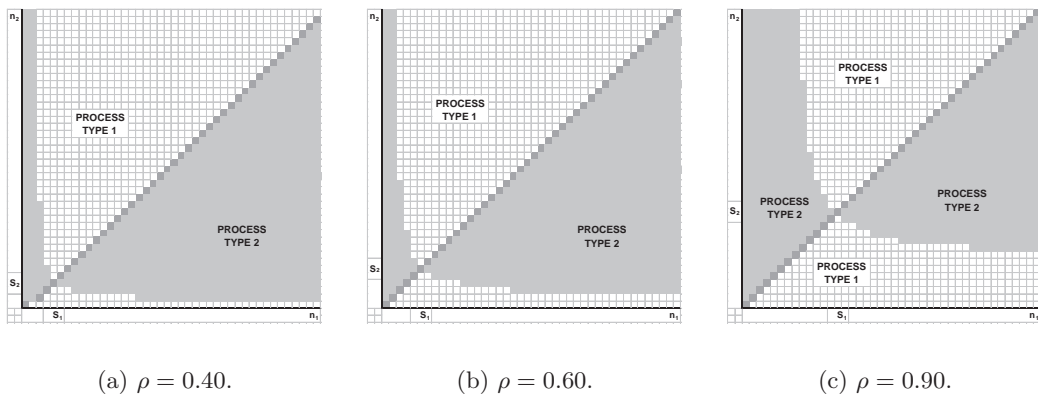 n₂
PROCESS
TYPE 1
PROCESS
TYPE 2
S₂
S₁
n₁
(a) ρ = 0.40.
n₂
PROCESS
TYPE 1
PROCESS
TYPE 2
S₂
S₁
n₁
(b) ρ = 0.60.
n₂
PROCESS
TYPE 1
PROCESS
TYPE 2
PROCESS
TYPE 2
S₂
PROCESS
TYPE 1
S₁
n₁
(c) ρ = 0.90.